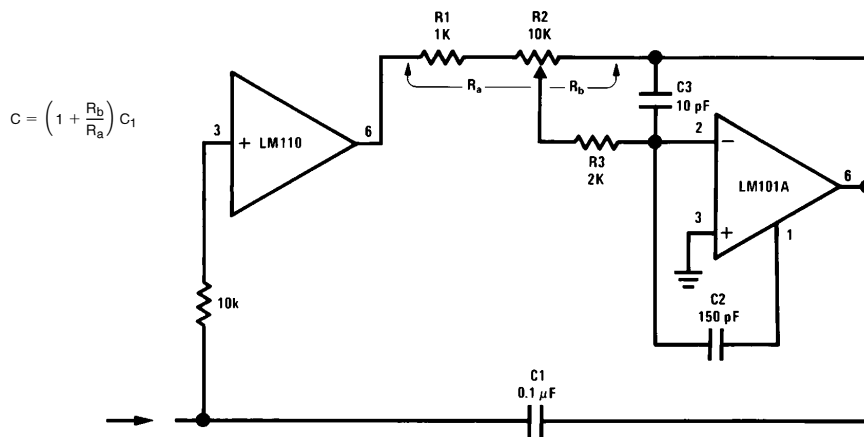 R1
1K
R2
10K
Ra
Rb
C3
10 pF
C = (1 + Rb/Ra) C1
3
+
LM110
6
R3
2K
2
−
LM101A
6
3
+
1
10k
C2
150 pF
C1
0.1 μF